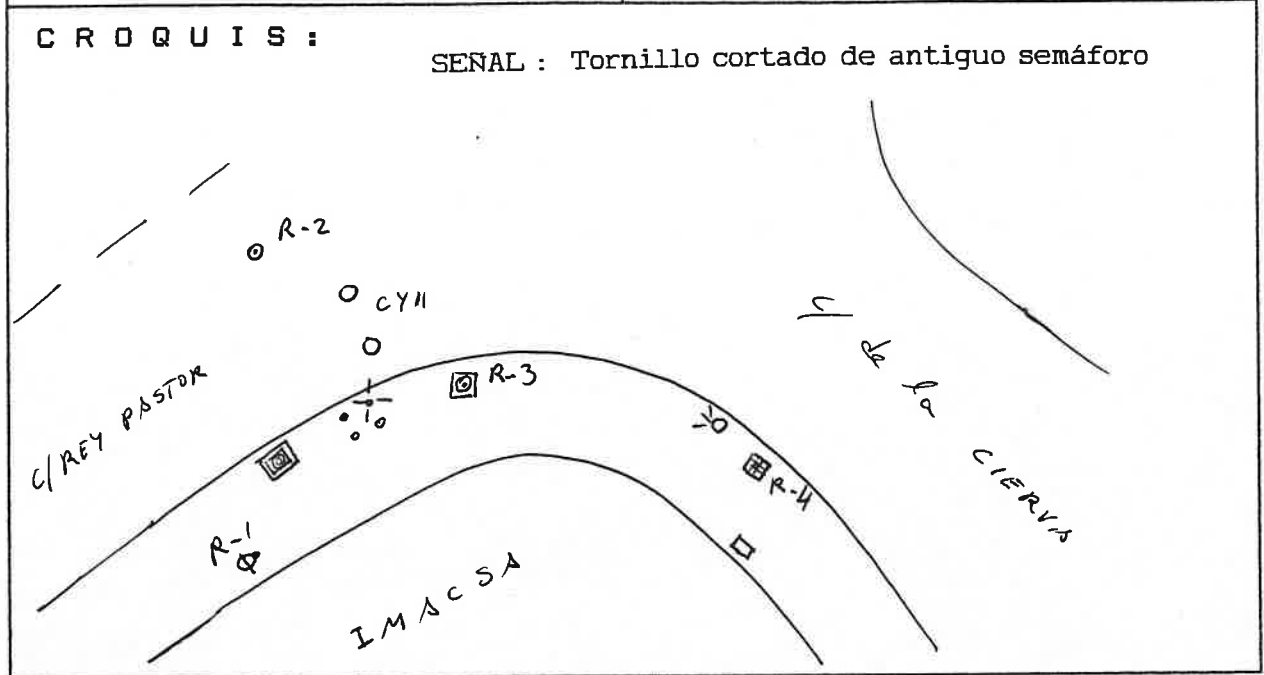 C R O Q U I S :
SEÑAL : Tornillo cortado de antiguo semáforo
R-2
CYII
R-3
C/ de la CIERVA
C/REY PASTOR
R-4
R-1
IMACSA